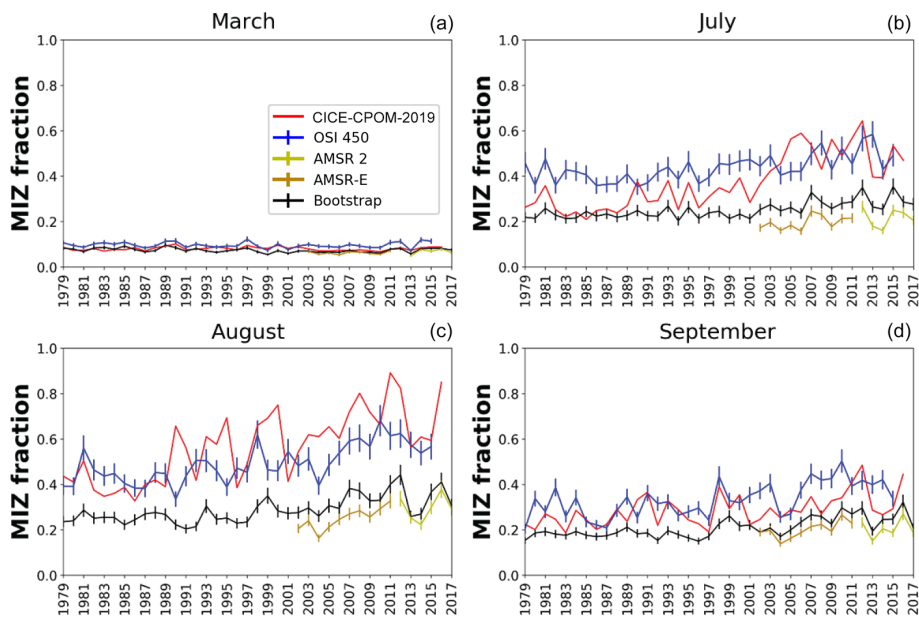 March (a)
July (b)
MIZ fraction
1.0
0.8
0.6
0.4
0.2
0.0
CICE-CPOM-2019
OSI 450
AMSR 2
AMSR-E
Bootstrap
1979 1981 1983 1985 1987 1989 1991 1993 1995 1997 1999 2001 2003 2005 2007 2009 2011 2013 2015 2017
MIZ fraction
1.0
0.8
0.6
0.4
0.2
0.0
1979 1981 1983 1985 1987 1989 1991 1993 1995 1997 1999 2001 2003 2005 2007 2009 2011 2013 2015 2017
August (c)
September (d)
MIZ fraction
1.0
0.8
0.6
0.4
0.2
0.0
1979 1981 1983 1985 1987 1989 1991 1993 1995 1997 1999 2001 2003 2005 2007 2009 2011 2013 2015 2017
MIZ fraction
1.0
0.8
0.6
0.4
0.2
0.0
1979 1981 1983 1985 1987 1989 1991 1993 1995 1997 1999 2001 2003 2005 2007 2009 2011 2013 2015 2017